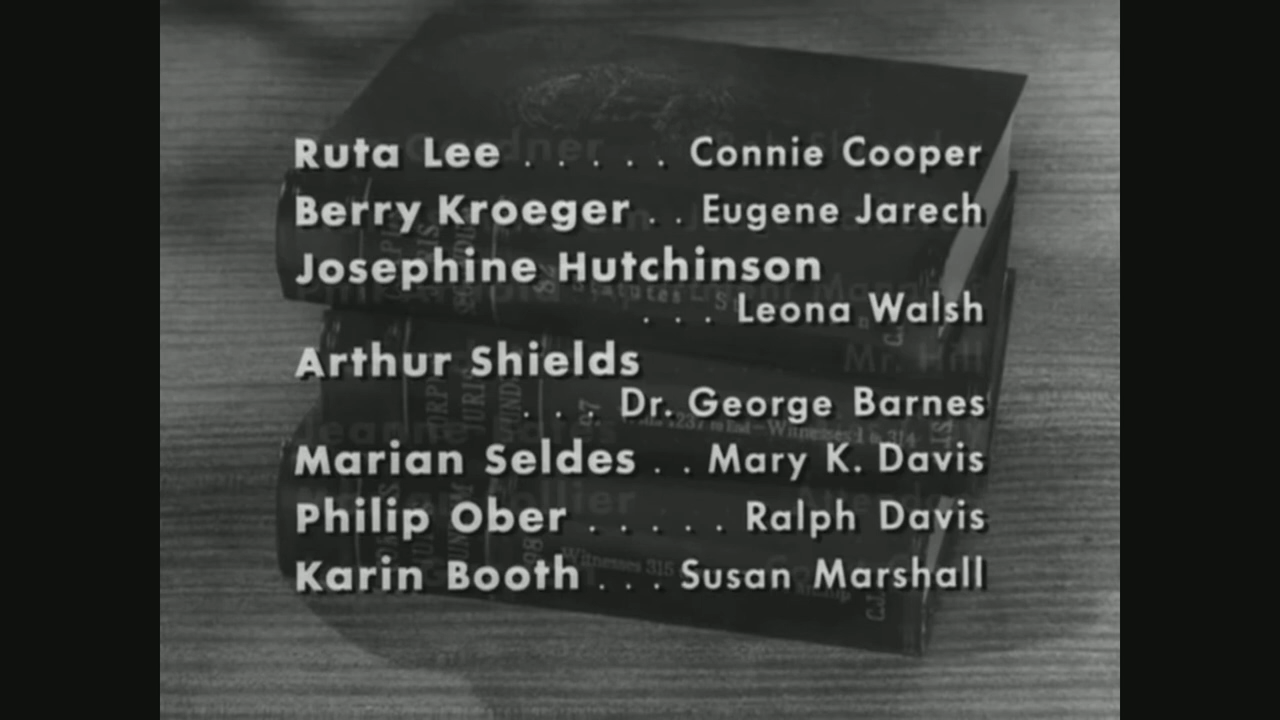 Ruta Lee . . . . . Connie Cooper
Berry Kroeger . . Eugene Jarech
Josephine Hutchinson
. . . Leona Walsh
Arthur Shields
. . . Dr. George Barnes
Marian Seldes . . Mary K. Davis
Philip Ober . . . . . Ralph Davis
Karin Booth . . . Susan Marshall